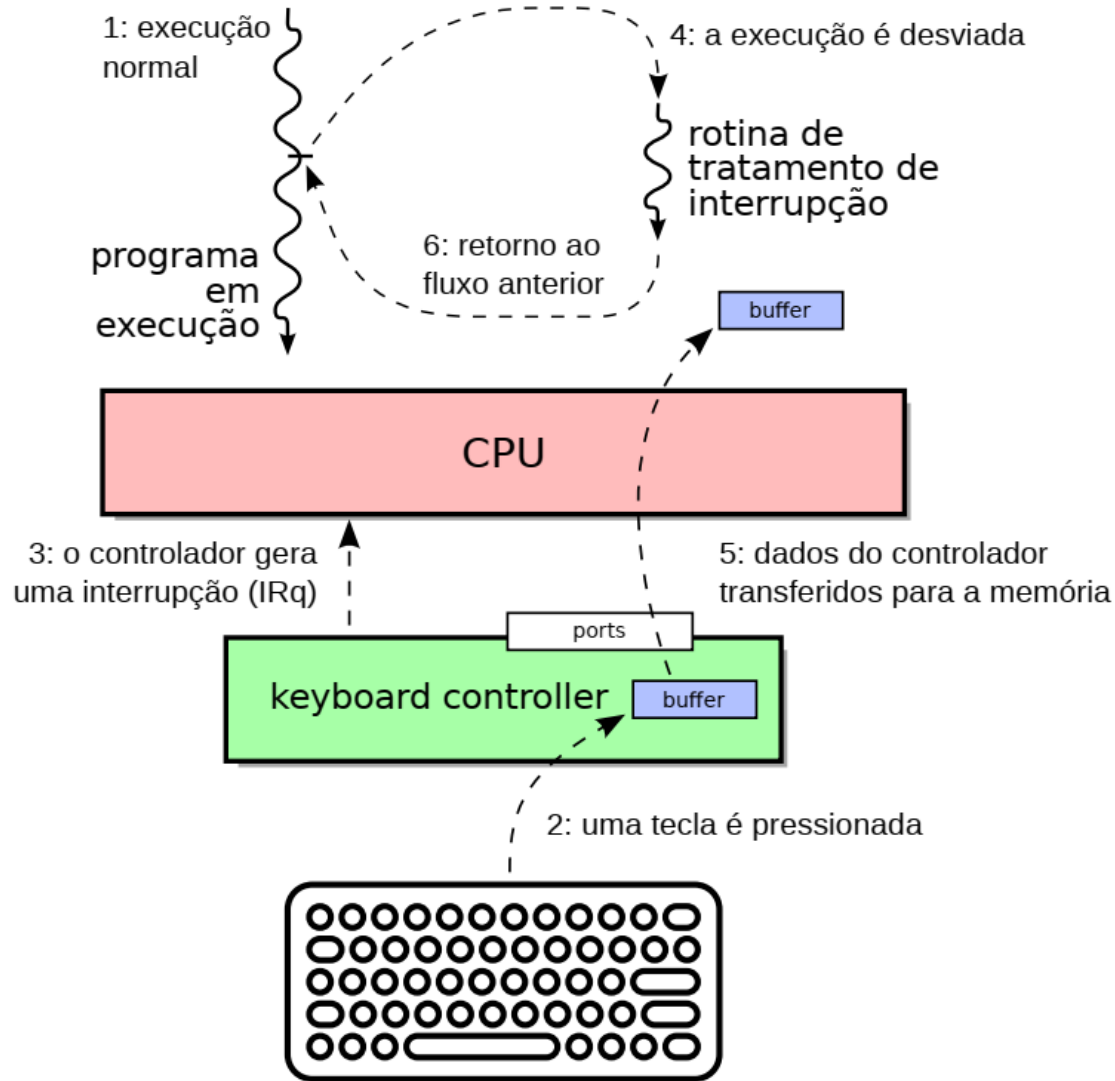 1: execução
normal
4: a execução é desviada
rotina de
tratamento de
interrupção
6: retorno ao
fluxo anterior
programa
em
execução
buffer
CPU
3: o controlador gera
uma interrupção (IRq)
5: dados do controlador
transferidos para a memória
ports
keyboard controller
buffer
2: uma tecla é pressionada